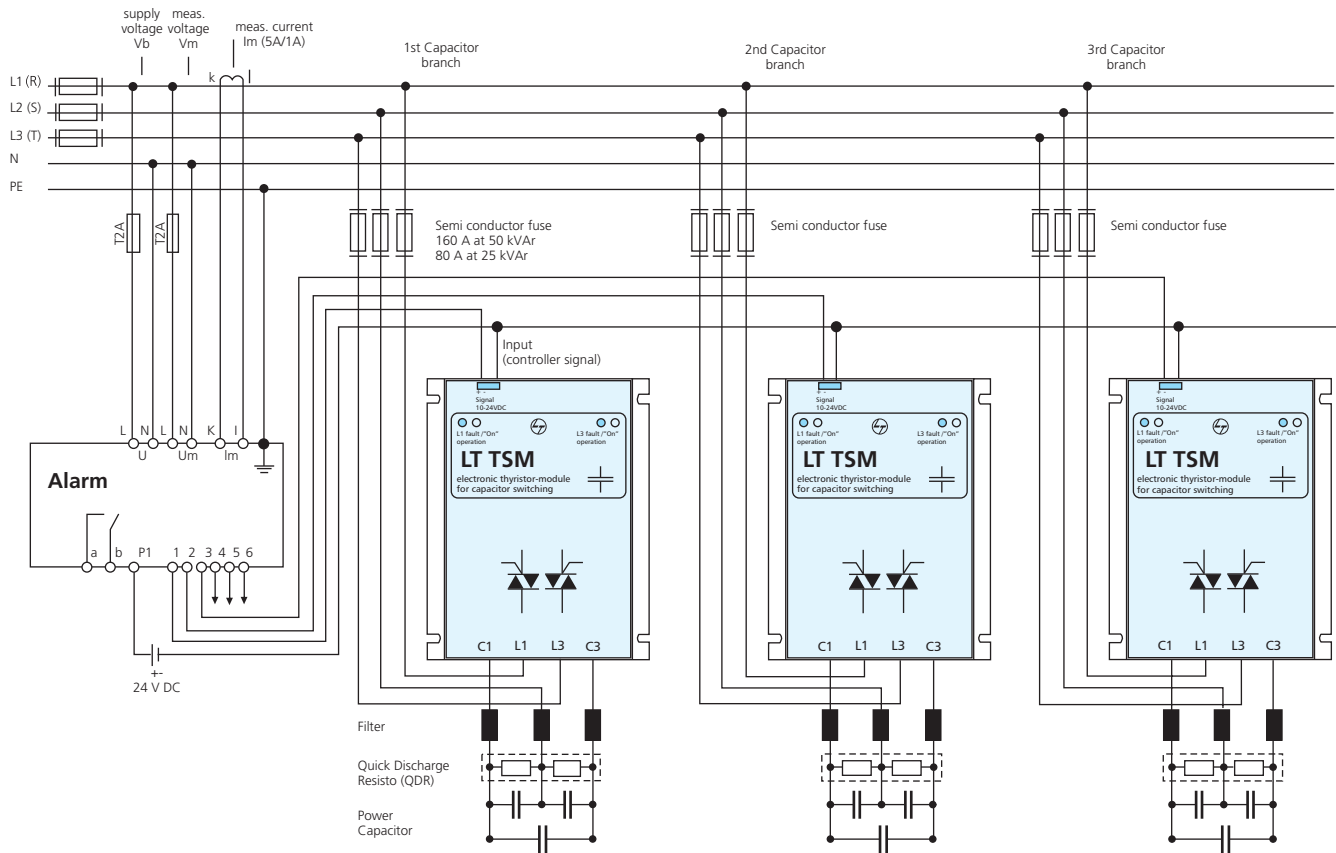 supply
voltage
Vb
meas.
voltage
Vm
meas. current
Im (5A/1A)
k
l
1st Capacitor
branch
2nd Capacitor
branch
3rd Capacitor
branch
L1 (R)
L2 (S)
L3 (T)
N
PE
T2A
T2A
Semi conductor fuse
160 A at 50 kVAr
80 A at 25 kVAr
Semi conductor fuse
Semi conductor fuse
Input
(controller signal)
L N L N K I
U Um Im
Alarm
a b P1 1 2 3 4 5 6
+-
24 V DC
+ -
Signal
10-24VDC
L1 fault /"On"
operation
L3 fault /"On"
operation
LT TSM
electronic thyristor-module
for capacitor switching
C1 L1 L3 C3
+ -
Signal
10-24VDC
L1 fault /"On"
operation
L3 fault /"On"
operation
LT TSM
electronic thyristor-module
for capacitor switching
C1 L1 L3 C3
+ -
Signal
10-24VDC
L1 fault /"On"
operation
L3 fault /"On"
operation
LT TSM
electronic thyristor-module
for capacitor switching
C1 L1 L3 C3
Filter
Quick Discharge
Resisto (QDR)
Power
Capacitor